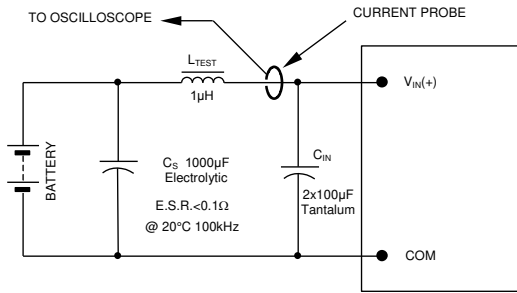 TO OSCILLOSCOPE
CURRENT PROBE
LTEST
1µH
VIN(+)
BATTERY
CS 1000µF
Electrolytic
E.S.R.<0.1Ω
@ 20°C 100kHz
CIN
2x100µF
Tantalum
COM